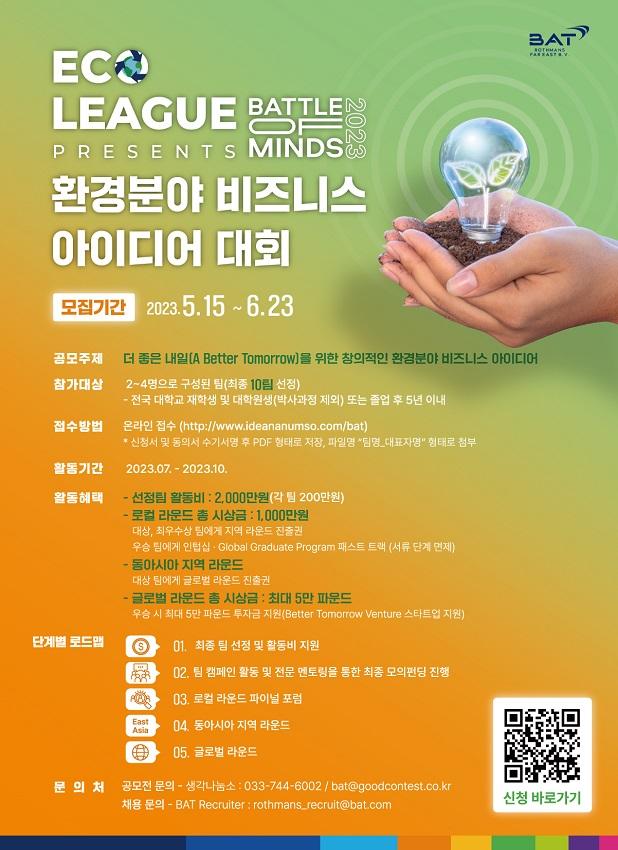 BAT
ROTHMANS
FAR EAST B.V.
ECO
LEAGUE
PRESENTS
BATTLE
OF
MINDS
2023
환경분야 비즈니스
아이디어 대회
모집기간 2023.5.15 ~ 6.23
공모주제 더 좋은 내일(A Better Tomorrow)을 위한 창의적인 환경분야 비즈니스 아이디어
참가대상 2~4명으로 구성된 팀(최종 10팀 선정)
- 전국 대학교 재학생 및 대학원생(박사과정 제외) 또는 졸업 후 5년 이내
접수방법 온라인 접수 (http://www.ideananumso.com/bat)
* 신청서 및 동의서 수기서명 후 PDF 형태로 저장, 파일명 "팀명_대표자명" 형태로 첨부
활동기간 2023.07. - 2023.10.
활동혜택 - 선정팀 활동비 : 2,000만원(각 팀 200만원)
- 로컬 라운드 총 시상금 : 1,000만원
대상, 최우수상 팀에게 지역 라운드 진출권
우승 팀에게 인텁십 · Global Graduate Program 패스트 트랙 (서류 단계 면제)
- 동아시아 지역 라운드
대상 팀에게 글로벌 라운드 진출권
- 글로벌 라운드 총 시상금 : 최대 5만 파운드
우승 시 최대 5만 파운드 투자금 지원(Better Tomorrow Venture 스타트업 지원)
단계별 로드맵
01. 최종 팀 선정 및 활동비 지원
02. 팀 캠페인 활동 및 전문 멘토링을 통한 최종 모의펀딩 진행
03. 로컬 라운드 파이널 포럼
East
Asia
04. 동아시아 지역 라운드
05. 글로벌 라운드
문 의 처 공모전 문의 - 생각나눔소 : 033-744-6002 / bat@goodcontest.co.kr
채용 문의 - BAT Recruiter : rothmans_recruit@bat.com
신청 바로가기